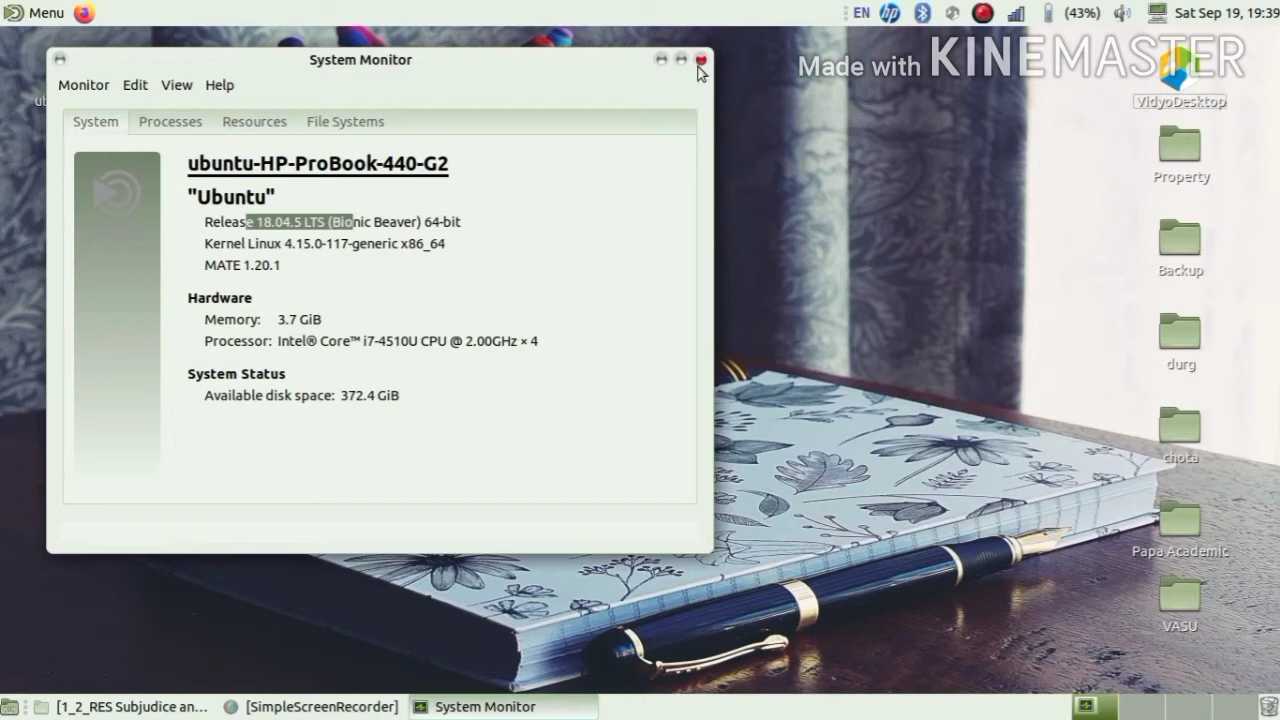 Menu
EN
hp
(43%)
Sat Sep 19, 19:39
Made with KINEMASTER
System Monitor
Monitor Edit View Help
System Processes Resources File Systems
ubuntu-HP-ProBook-440-G2
"Ubuntu"
Release 18.04.5 LTS (Bionic Beaver) 64-bit
Kernel Linux 4.15.0-117-generic x86_64
MATE 1.20.1
Hardware
Memory: 3.7 GiB
Processor: Intel® Core™ i7-4510U CPU @ 2.00GHz × 4
System Status
Available disk space: 372.4 GiB
VidyoDesktop
Property
Backup
durg
chota
Papa Academic
VASU
[1_2_RES Subjudice an...
[SimpleScreenRecorder]
System Monitor